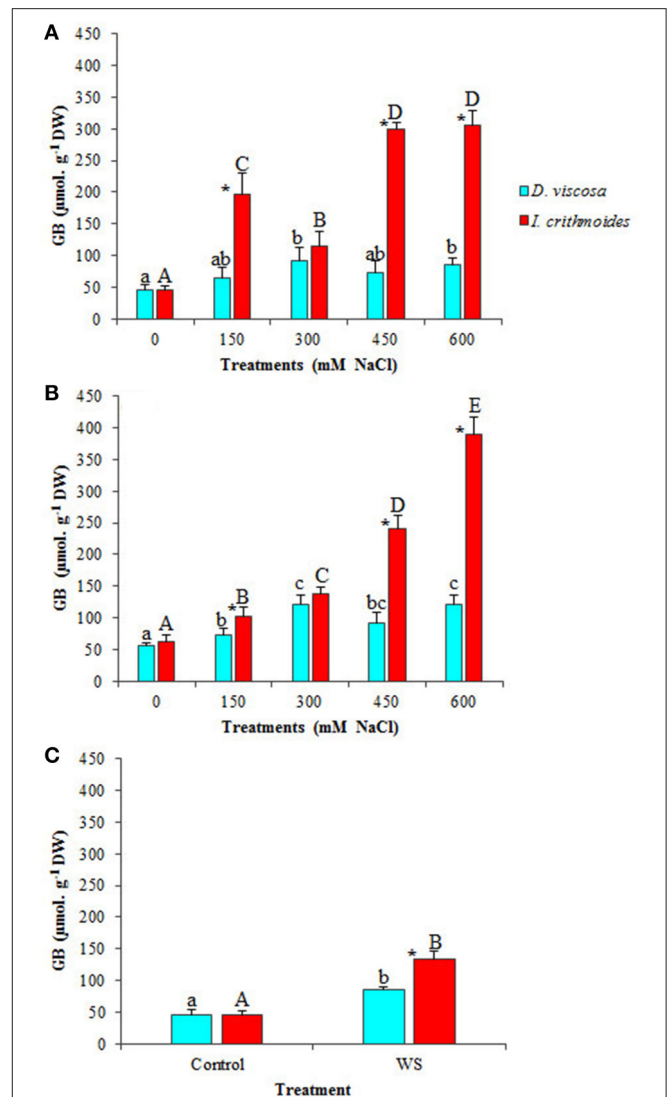 A
450
400
350
300
250
200
150
100
50
0
GB (µmol. g-1 DW)
a A
ab * C
b B
ab * D
b * D
0 150 300 450 600
Treatments (mM NaCl)
D. viscosa
I. crithmoides
B
450
400
350
300
250
200
150
100
50
0
GB (µmol. g-1 DW)
a A
b * B
c C
bc * D
c * E
0 150 300 450 600
Treatments (mM NaCl)
C
450
400
350
300
250
200
150
100
50
0
GB (µmol. g-1 DW)
a A
b * B
Control WS
Treatment